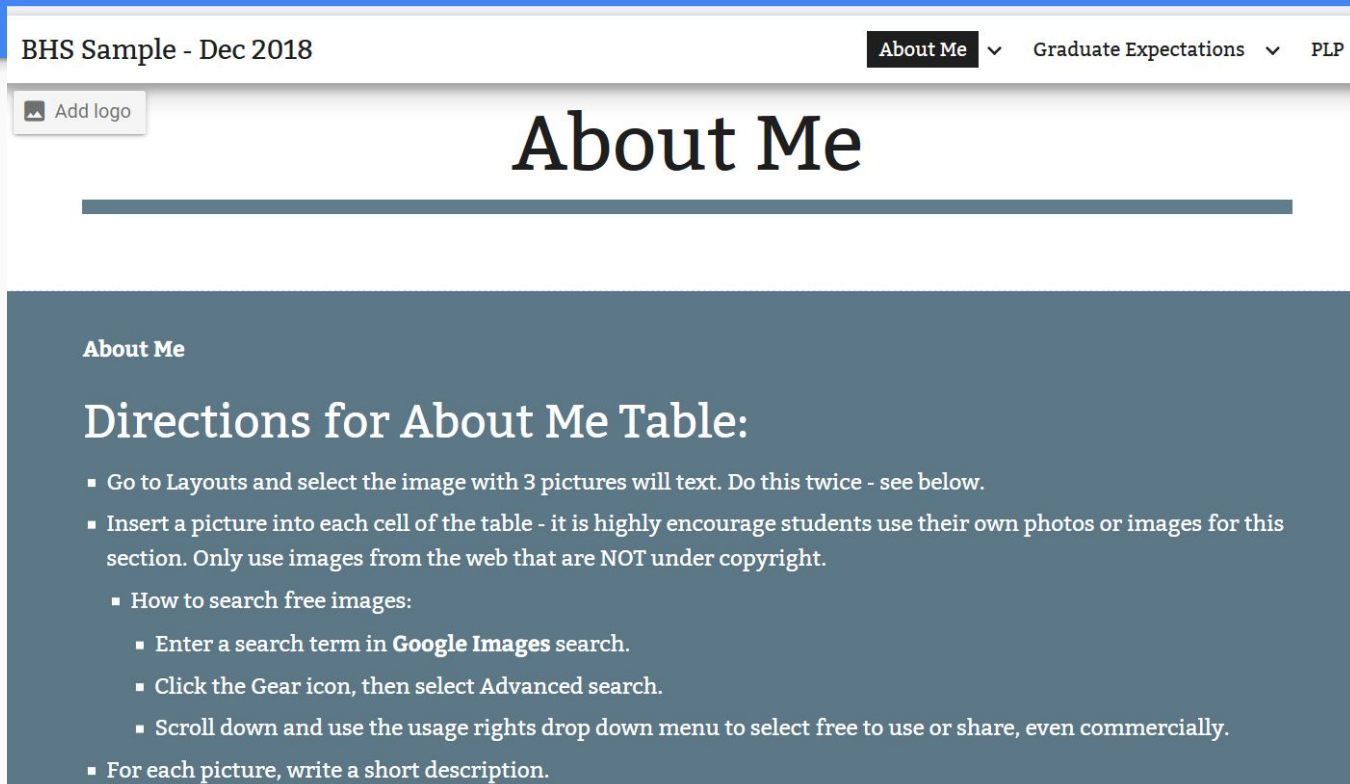 BHS Sample - Dec 2018
About Me
Graduate Expectations
PLP
Add logo
About Me
About Me
Directions for About Me Table:
Go to Layouts and select the image with 3 pictures will text. Do this twice - see below.
Insert a picture into each cell of the table - it is highly encourage students use their own photos or images for this
section. Only use images from the web that are NOT under copyright.
How to search free images:
Enter a search term in Google Images search.
Click the Gear icon, then select Advanced search.
Scroll down and use the usage rights drop down menu to select free to use or share, even commercially.
For each picture, write a short description.